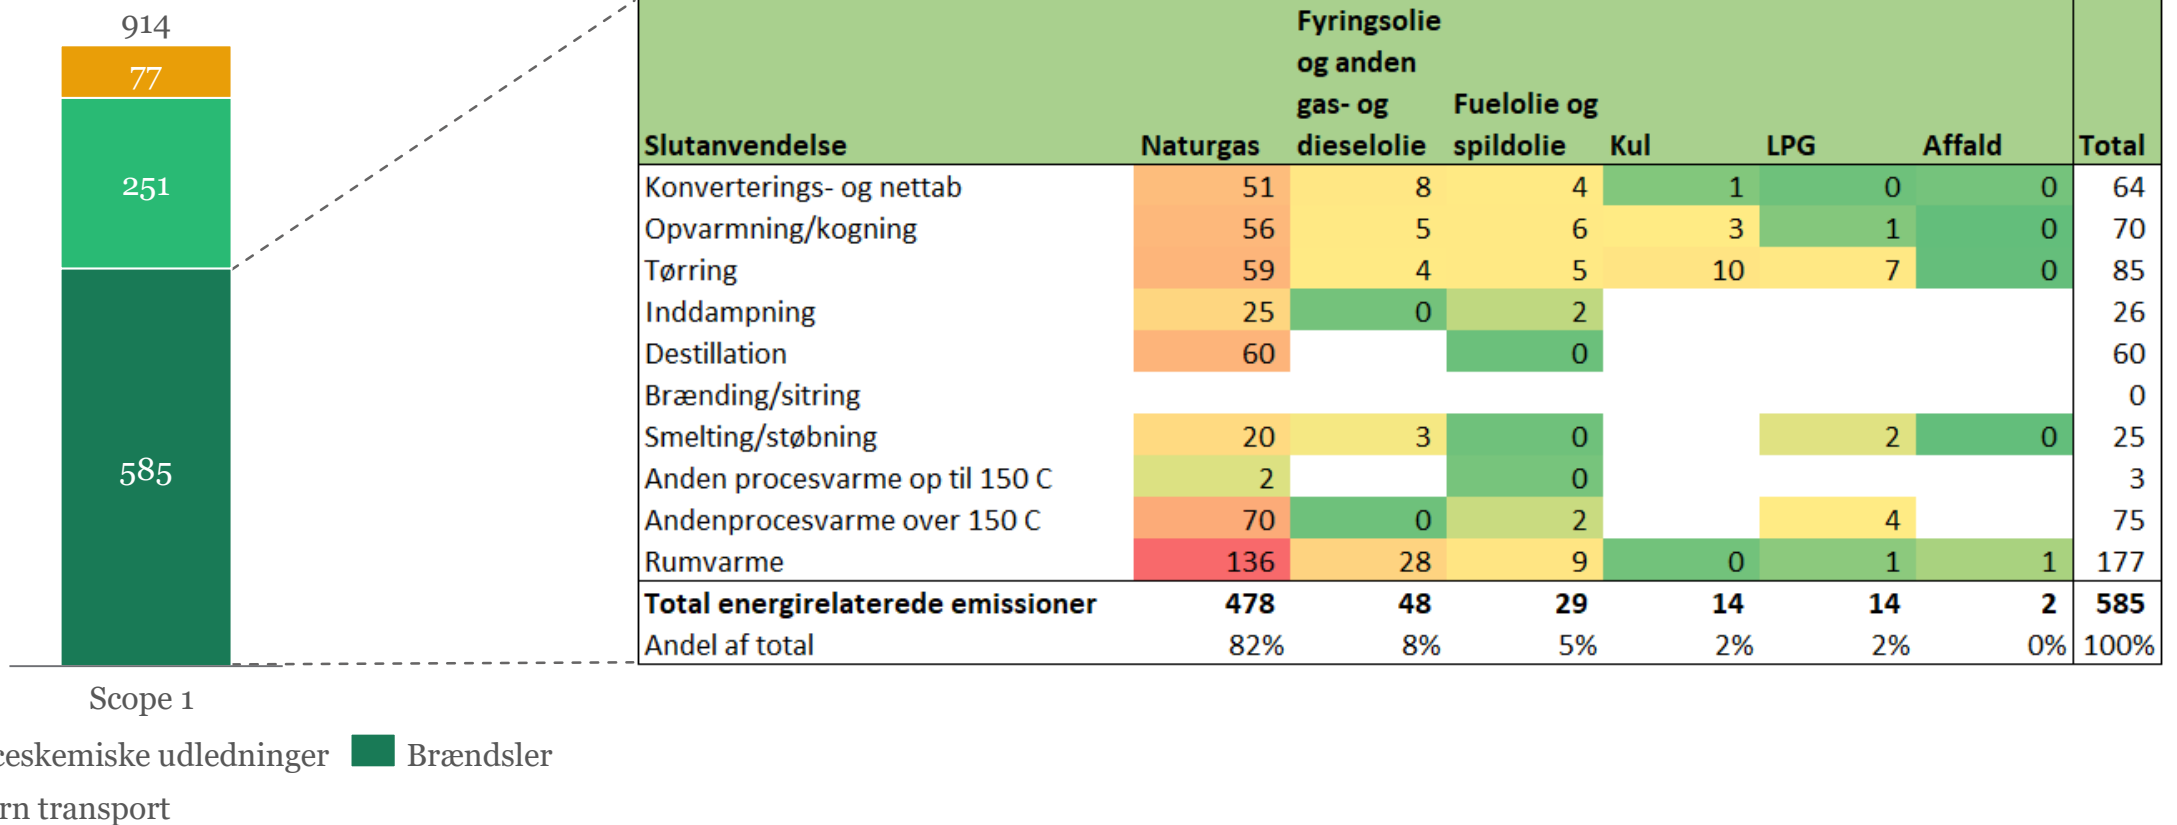 914
77
251
585
Scope 1
ceskemiske udledninger Brændsler
rn transport
Fyringsolie
og anden
gas- og Fuelolie og
Slutanvendelse Naturgas dieselolie spildolie Kul LPG Affald Total
Konverterings- og nettab 51 8 4 1 0 0 64
Opvarmning/kogning 56 5 6 3 1 0 70
Tørring 59 4 5 10 7 0 85
Inddampning 25 0 2 26
Destillation 60 0 60
Brænding/sitring 0
Smelting/støbning 20 3 0 2 0 25
Anden procesvarme op til 150 C 2 0 3
Andenprocesvarme over 150 C 70 0 2 4 75
Rumvarme 136 28 9 0 1 1 177
Total energirelaterede emissioner 478 48 29 14 14 2 585
Andel af total 82% 8% 5% 2% 2% 0% 100%